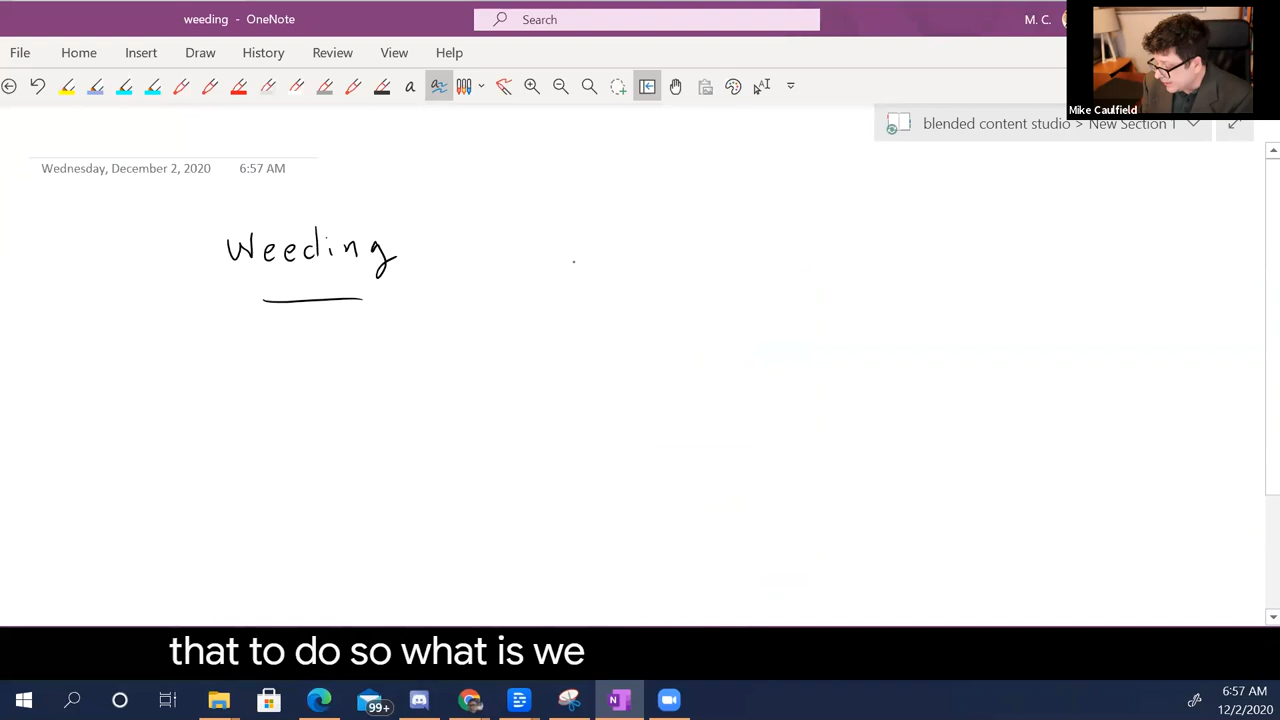 weeding - OneNote
Search
M. C.
File Home Insert Draw History Review View Help
Mike Caulfield
blended content studio > New Section 1
Wednesday, December 2, 2020 6:57 AM
Weeding
that to do so what is we
99+
6:57 AM
12/2/2020